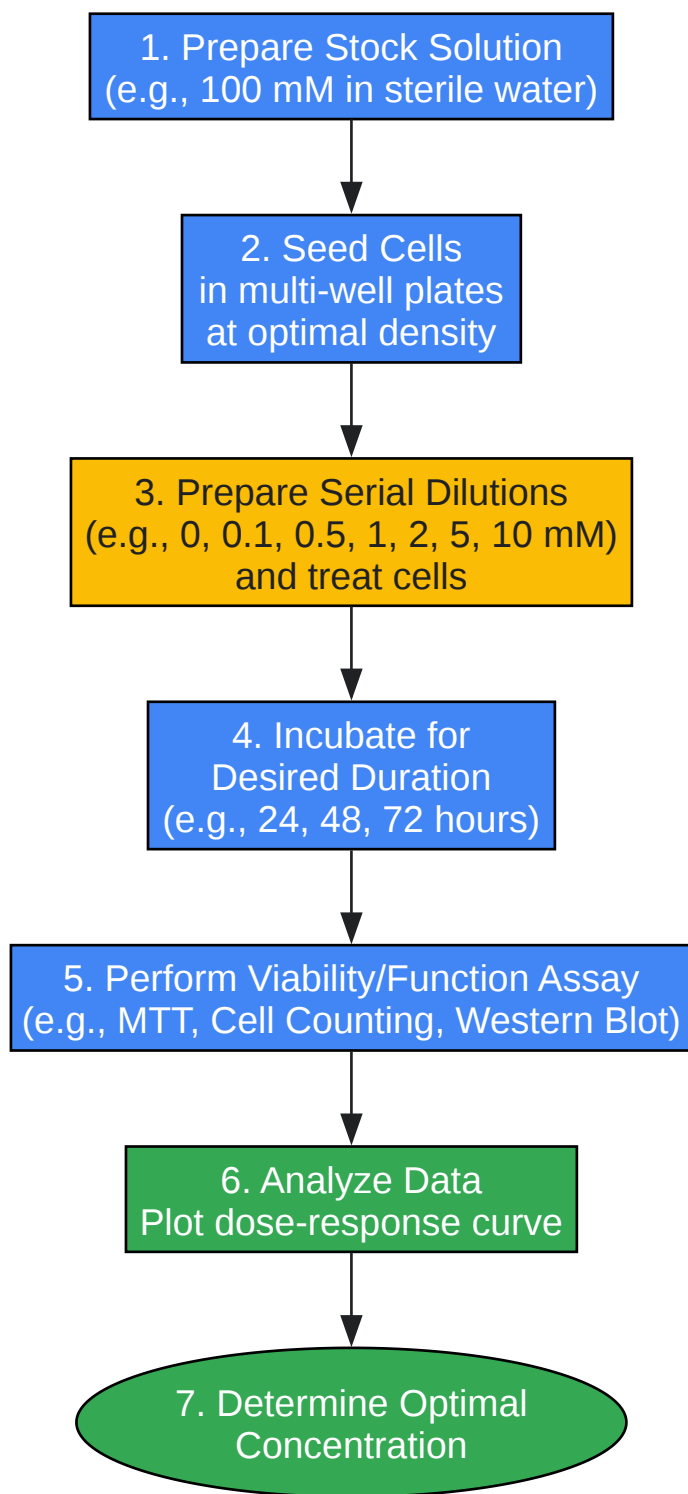 1. Prepare Stock Solution
(e.g., 100 mM in sterile water)
2. Seed Cells
in multi-well plates
at optimal density
3. Prepare Serial Dilutions
(e.g., 0, 0.1, 0.5, 1, 2, 5, 10 mM)
and treat cells
4. Incubate for
Desired Duration
(e.g., 24, 48, 72 hours)
5. Perform Viability/Function Assay
(e.g., MTT, Cell Counting, Western Blot)
6. Analyze Data
Plot dose-response curve
7. Determine Optimal
Concentration